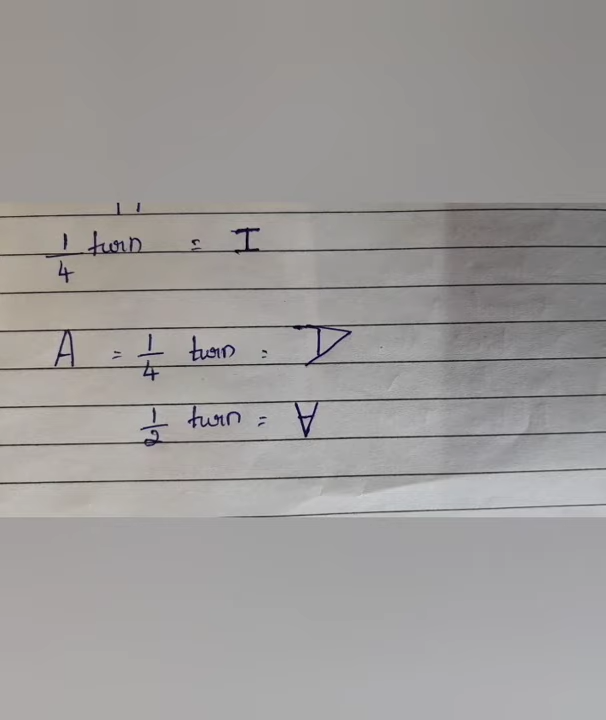 1/4 turn = I
A = 1/4 turn = ᗆ
1/2 turn = ∀